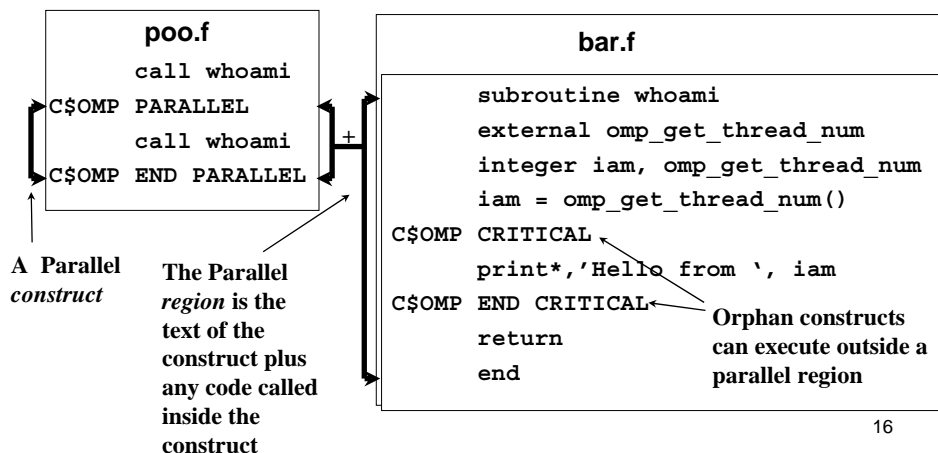 poo.f
call whoami
C$OMP PARALLEL
call whoami
C$OMP END PARALLEL
+
A Parallel
construct
The Parallel
region is the
text of the
construct plus
any code called
inside the
construct
bar.f
subroutine whoami
external omp_get_thread_num
integer iam, omp_get_thread_num
iam = omp_get_thread_num()
C$OMP CRITICAL
print*,’Hello from ‘, iam
C$OMP END CRITICAL
return
end
Orphan constructs
can execute outside a
parallel region
16